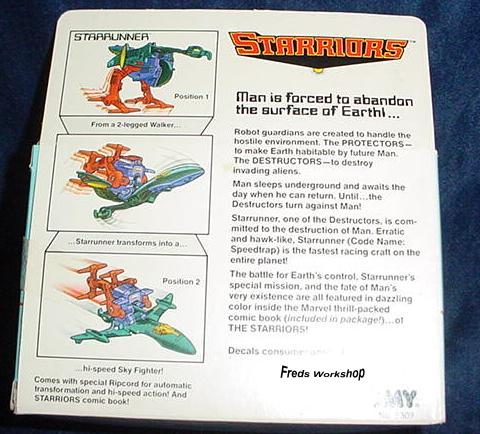 STARRUNNER
Position 1
From a 2-legged Walker...
...Starrunner transforms into a...
Position 2
...hi-speed Sky Fighter!
Comes with special Ripcord for automatic
transformation and hi-speed action! And
STARRIORS comic book!
STARRIORS™
Man is forced to abandon
the surface of Earth!...
Robot guardians are created to handle the
hostile environment. The PROTECTORS—
to make Earth habitable by future Man.
The DESTRUCTORS—to destroy
invading aliens.
Man sleeps underground and awaits the
day when he can return. Until...the
Destructors turn against Man!
Starrunner, one of the Destructors, is com-
mitted to the destruction of Man. Erratic
and hawk-like, Starrunner (Code Name:
Speedtrap) is the fastest racing craft on the
entire planet!
The battle for Earth's control, Starrunner's
special mission, and the fate of Man's
very existence are all featured in dazzling
color inside the Marvel thrill-packed
comic book (included in package!)...of
THE STARRIORS!
Decals consumer
Freds Workshop